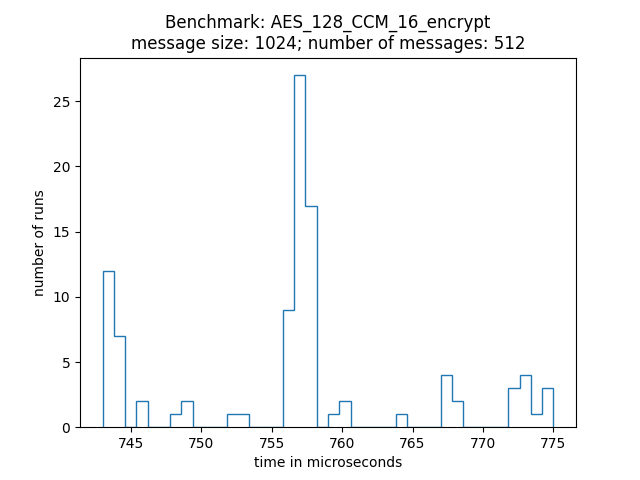 Benchmark: AES_128_CCM_16_encrypt
message size: 1024; number of messages: 512
number of runs
25
20
15
10
5
0
745 750 755 760 765 770 775
time in microseconds